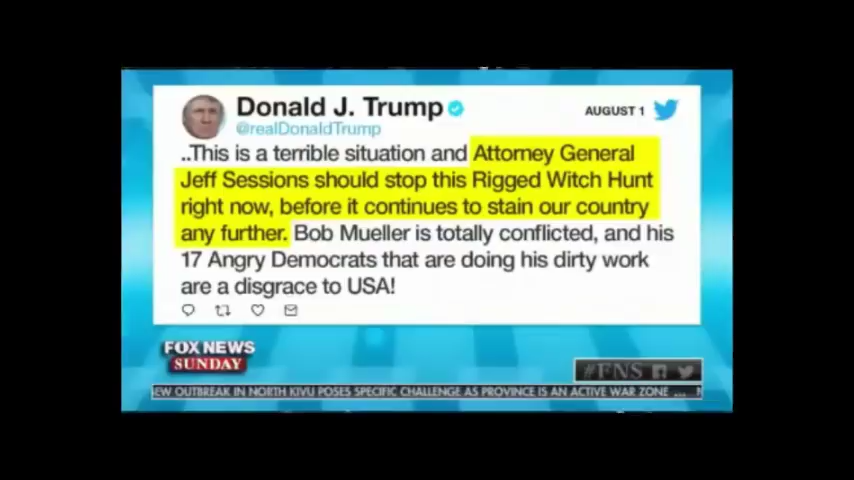 Donald J. Trump
@realDonaldTrump
AUGUST 1
..This is a terrible situation and Attorney General
Jeff Sessions should stop this Rigged Witch Hunt
right now, before it continues to stain our country
any further. Bob Mueller is totally conflicted, and his
17 Angry Democrats that are doing his dirty work
are a disgrace to USA!
FOX NEWS
SUNDAY
#FNS
EW OUTBREAK IN NORTH KIVU POSES SPECIFIC CHALLENGE AS PROVINCE IS AN ACTIVE WAR ZONE ...